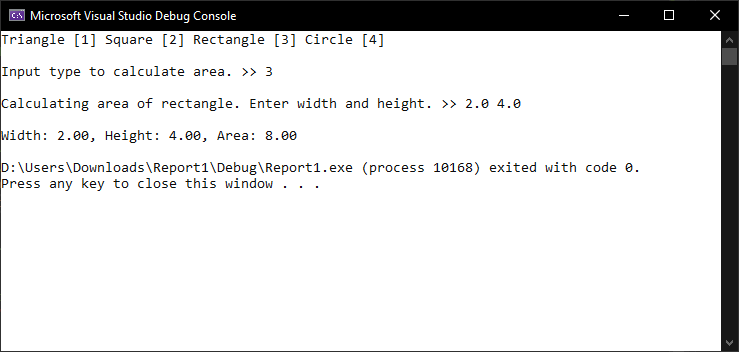 Microsoft Visual Studio Debug Console
Triangle [1] Square [2] Rectangle [3] Circle [4]
Input type to calculate area. >> 3
Calculating area of rectangle. Enter width and height. >> 2.0 4.0
Width: 2.00, Height: 4.00, Area: 8.00
D:\Users\Downloads\Report1\Debug\Report1.exe (process 10168) exited with code 0.
Press any key to close this window . . .